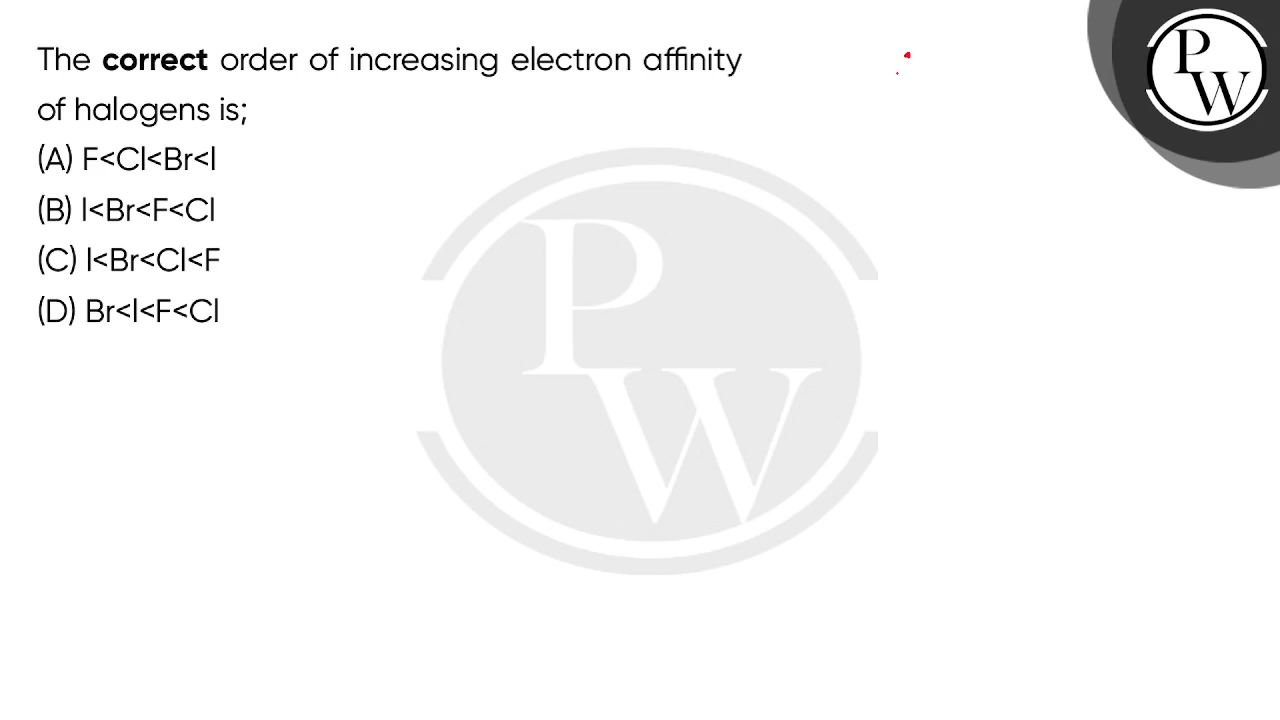 The correct order of increasing electron affinity
of halogens is;
(A) F<Cl<Br<l
(B) l<Br<F<Cl
(C) l<Br<Cl<F
(D) Br<l<F<Cl
P
W
P
W